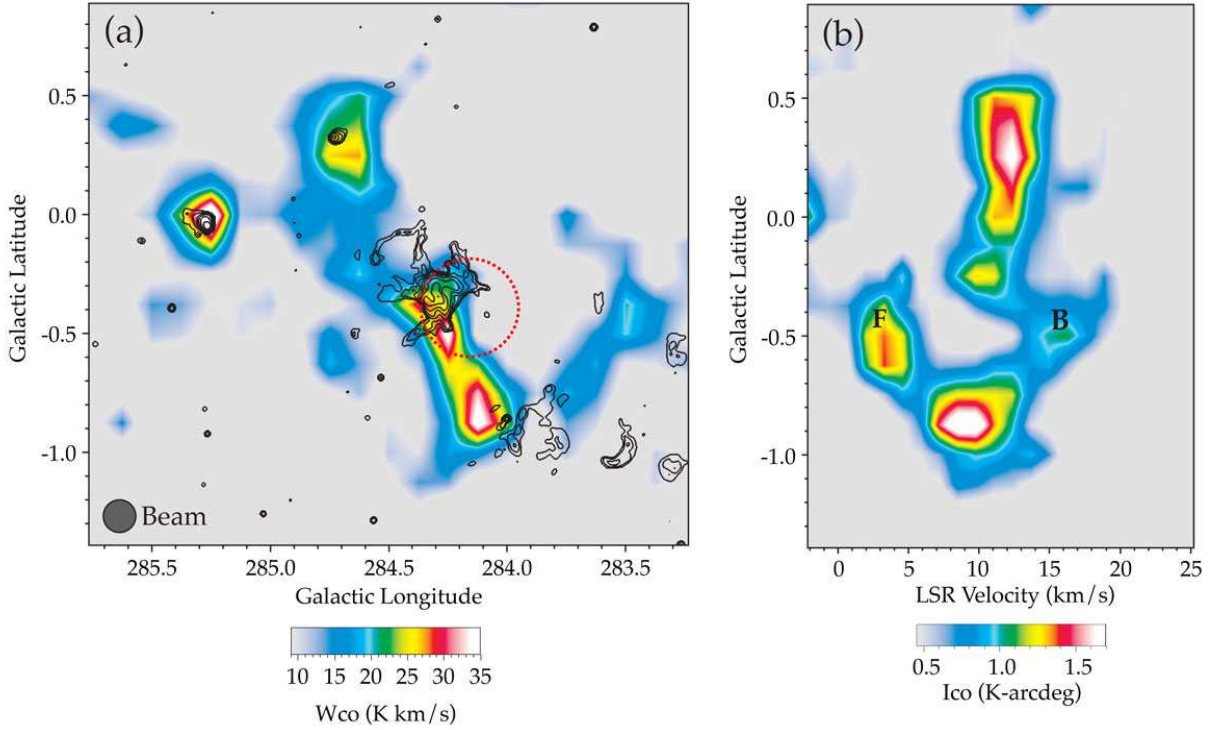 (a)
(b)
0.5
0.0
-0.5
-1.0
Galactic Latitude
Beam
285.5
285.0
284.4
284.0
283.5
Galactic Longitude
10 15 20 25 30 35
Wco (K km/s)
0.5
0.0
-0.5
-1.0
Galactic Latitude
F
B
0 5 10 15 20 25
LSR Velocity (km/s)
0.5 1.0 1.5
Ico (K-arcdeg)